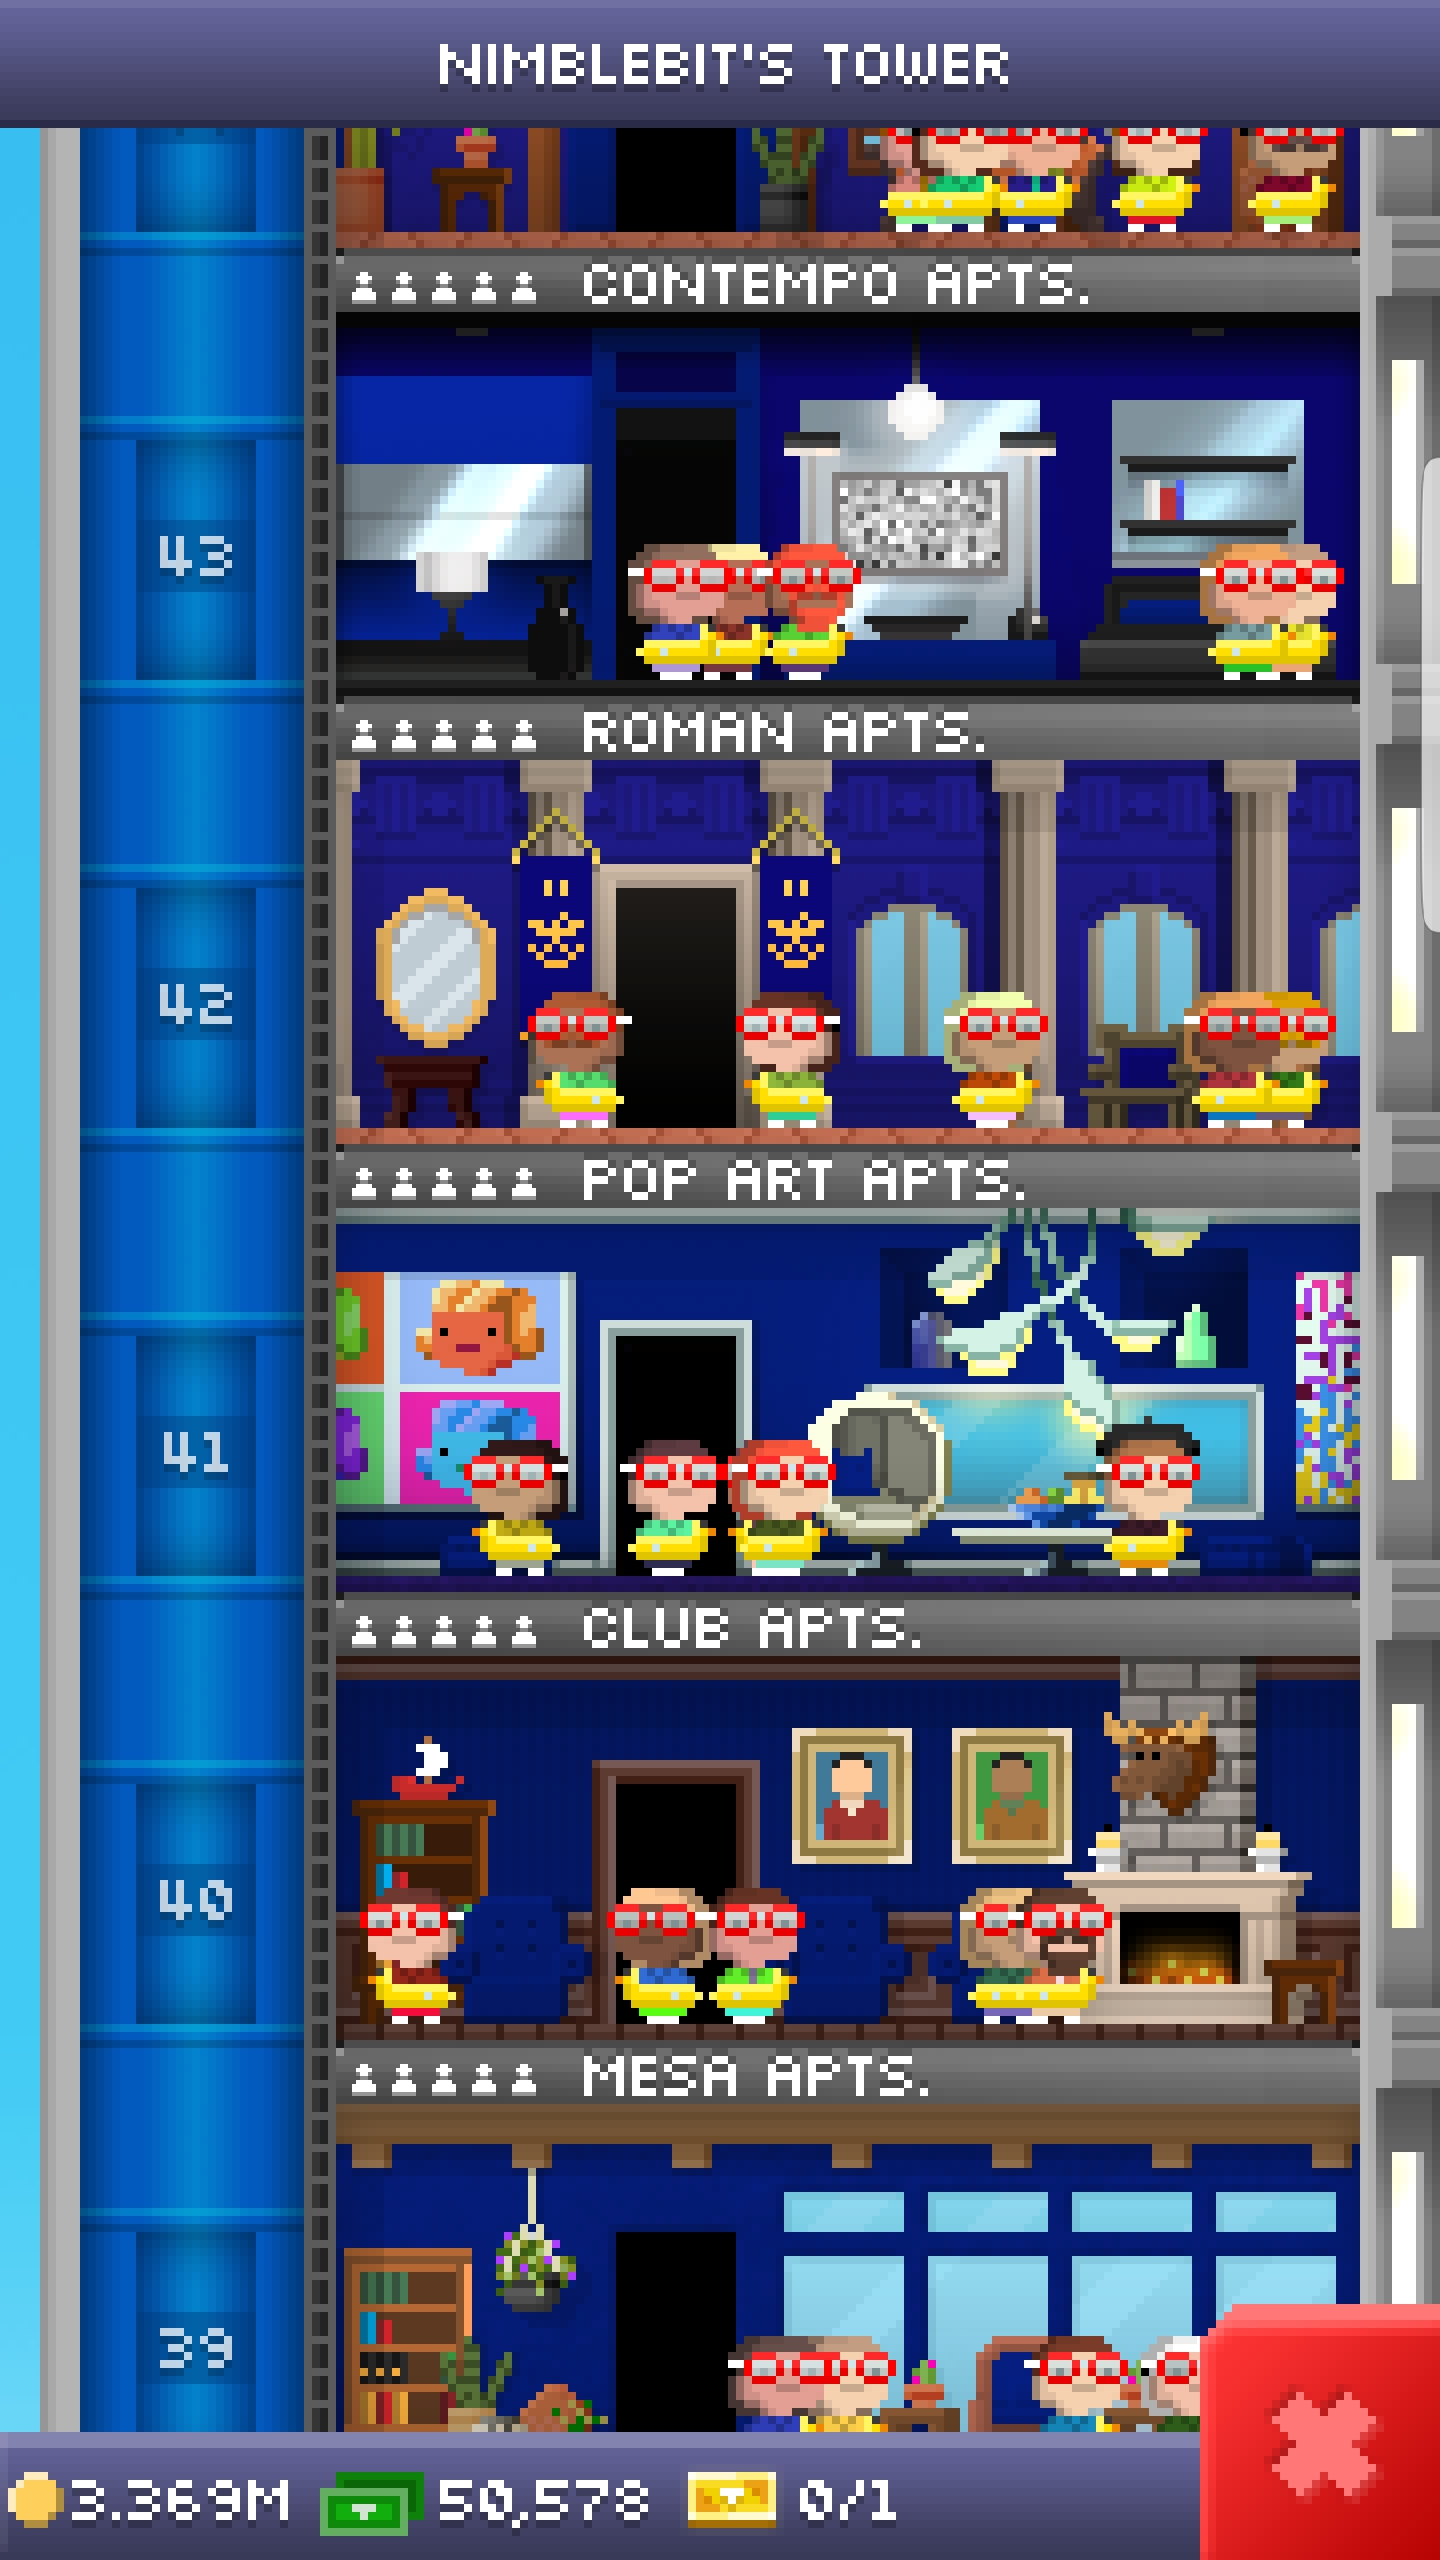 NIMBLEBIT'S TOWER
CONTEMPO APTS.
43
ROMAN APTS.
42
POP ART APTS.
41
CLUB APTS.
40
MESA APTS.
39
3.369M 50,578 0/1